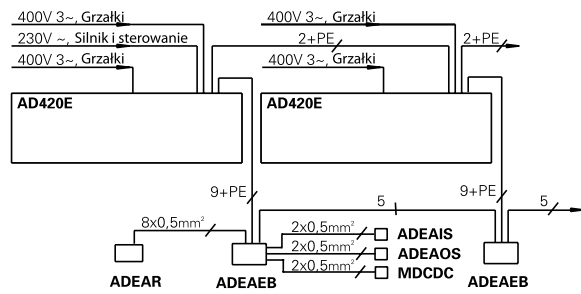 400V 3~, Grzałki
400V 3~, Grzałki
230V ~, Silnik i sterowanie
2+PE
2+PE
400V 3~, Grzałki
400V 3~, Grzałki
AD420E
AD420E
9+PE
9+PE
5
5
8x0,5mm²
2x0,5mm²
ADEAIS
2x0,5mm²
ADEAOS
2x0,5mm²
MDCDC
ADEAR
ADEAEB
ADEAEB